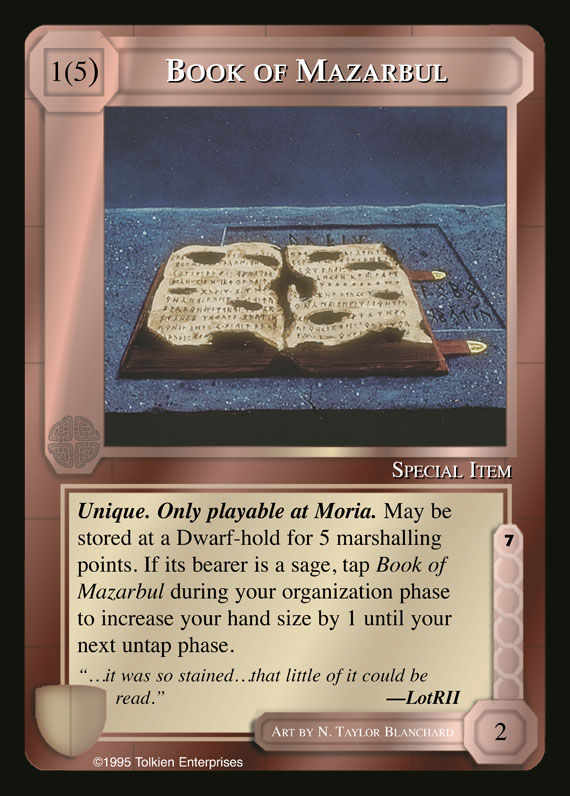 1(5)
BOOK OF MAZARBUL
SPECIAL ITEM
Unique. Only playable at Moria. May be
stored at a Dwarf-hold for 5 marshalling
points. If its bearer is a sage, tap Book of
Mazarbul during your organization phase
to increase your hand size by 1 until your
next untap phase.
“…it was so stained…that little of it could be
read.”
—LotRII
7
ART BY N. TAYLOR BLANCHARD
2
©1995 Tolkien Enterprises